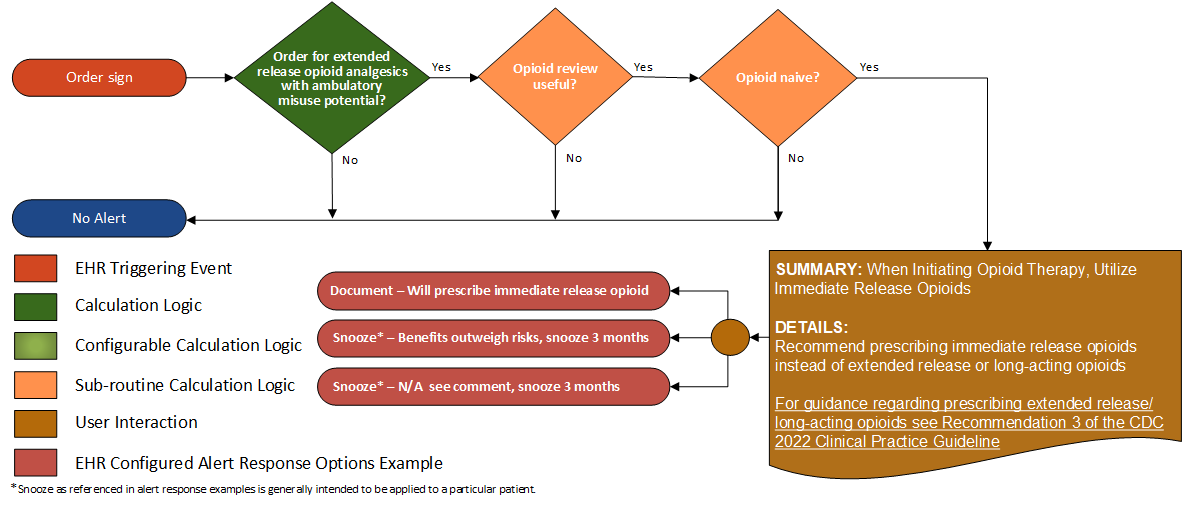 Order sign
Order for extended
release opioid analgesics
with ambulatory
misuse potential?
Yes
No
Opioid review
useful?
Yes
No
Opioid naive?
Yes
No
No Alert
SUMMARY: When Initiating Opioid Therapy, Utilize
Immediate Release Opioids
DETAILS:
Recommend prescribing immediate release opioids
instead of extended release or long-acting opioids
For guidance regarding prescribing extended release/
long-acting opioids see Recommendation 3 of the CDC
2022 Clinical Practice Guideline
Document – Will prescribe immediate release opioid
Snooze* – Benefits outweigh risks, snooze 3 months
Snooze* – N/A see comment, snooze 3 months
EHR Triggering Event
Calculation Logic
Configurable Calculation Logic
Sub-routine Calculation Logic
User Interaction
EHR Configured Alert Response Options Example
*Snooze as referenced in alert response examples is generally intended to be applied to a particular patient.